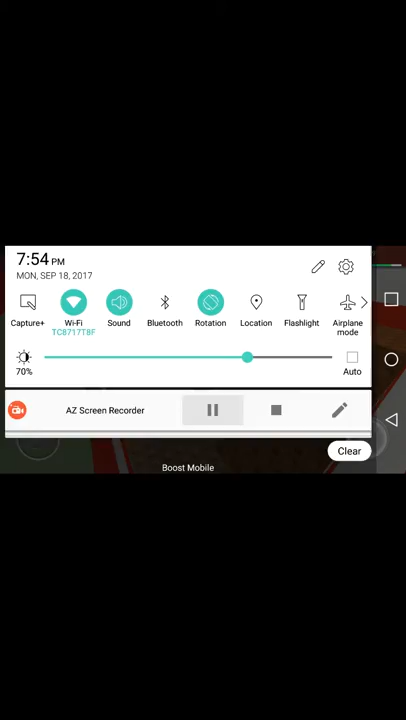 7:54 PM
MON, SEP 18, 2017
Capture+ Wi-Fi Sound Bluetooth Rotation Location Flashlight Airplane mode
TC8717T8F
70% Auto
AZ Screen Recorder
Clear
Boost Mobile